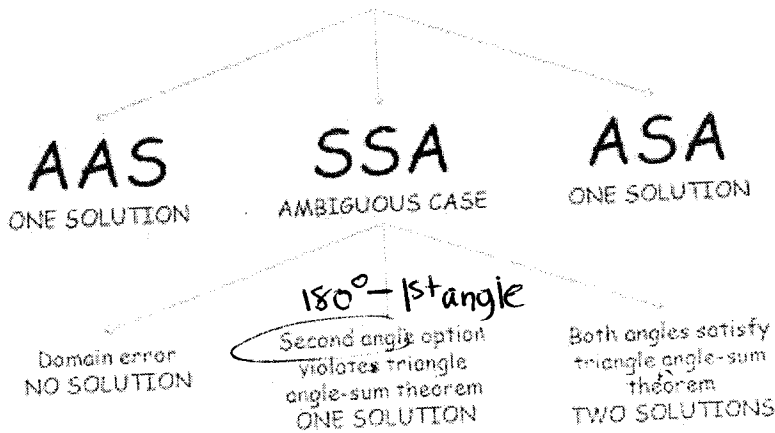 AAS
ONE SOLUTION
SSA
AMBIGUOUS CASE
ASA
ONE SOLUTION
Domain error
NO SOLUTION
180° - 1st angle
Second angle option
violates triangle
angle-sum theorem
ONE SOLUTION
Both angles satisfy
triangle angle-sum
theorem
TWO SOLUTIONS